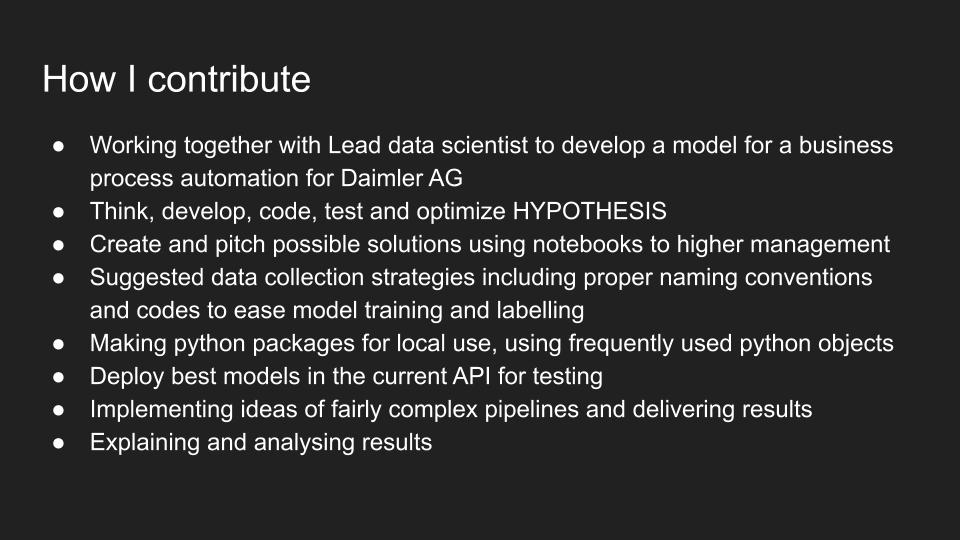 How I contribute
● Working together with Lead data scientist to develop a model for a business
process automation for Daimler AG
● Think, develop, code, test and optimize HYPOTHESIS
● Create and pitch possible solutions using notebooks to higher management
● Suggested data collection strategies including proper naming conventions
and codes to ease model training and labelling
● Making python packages for local use, using frequently used python objects
● Deploy best models in the current API for testing
● Implementing ideas of fairly complex pipelines and delivering results
● Explaining and analysing results